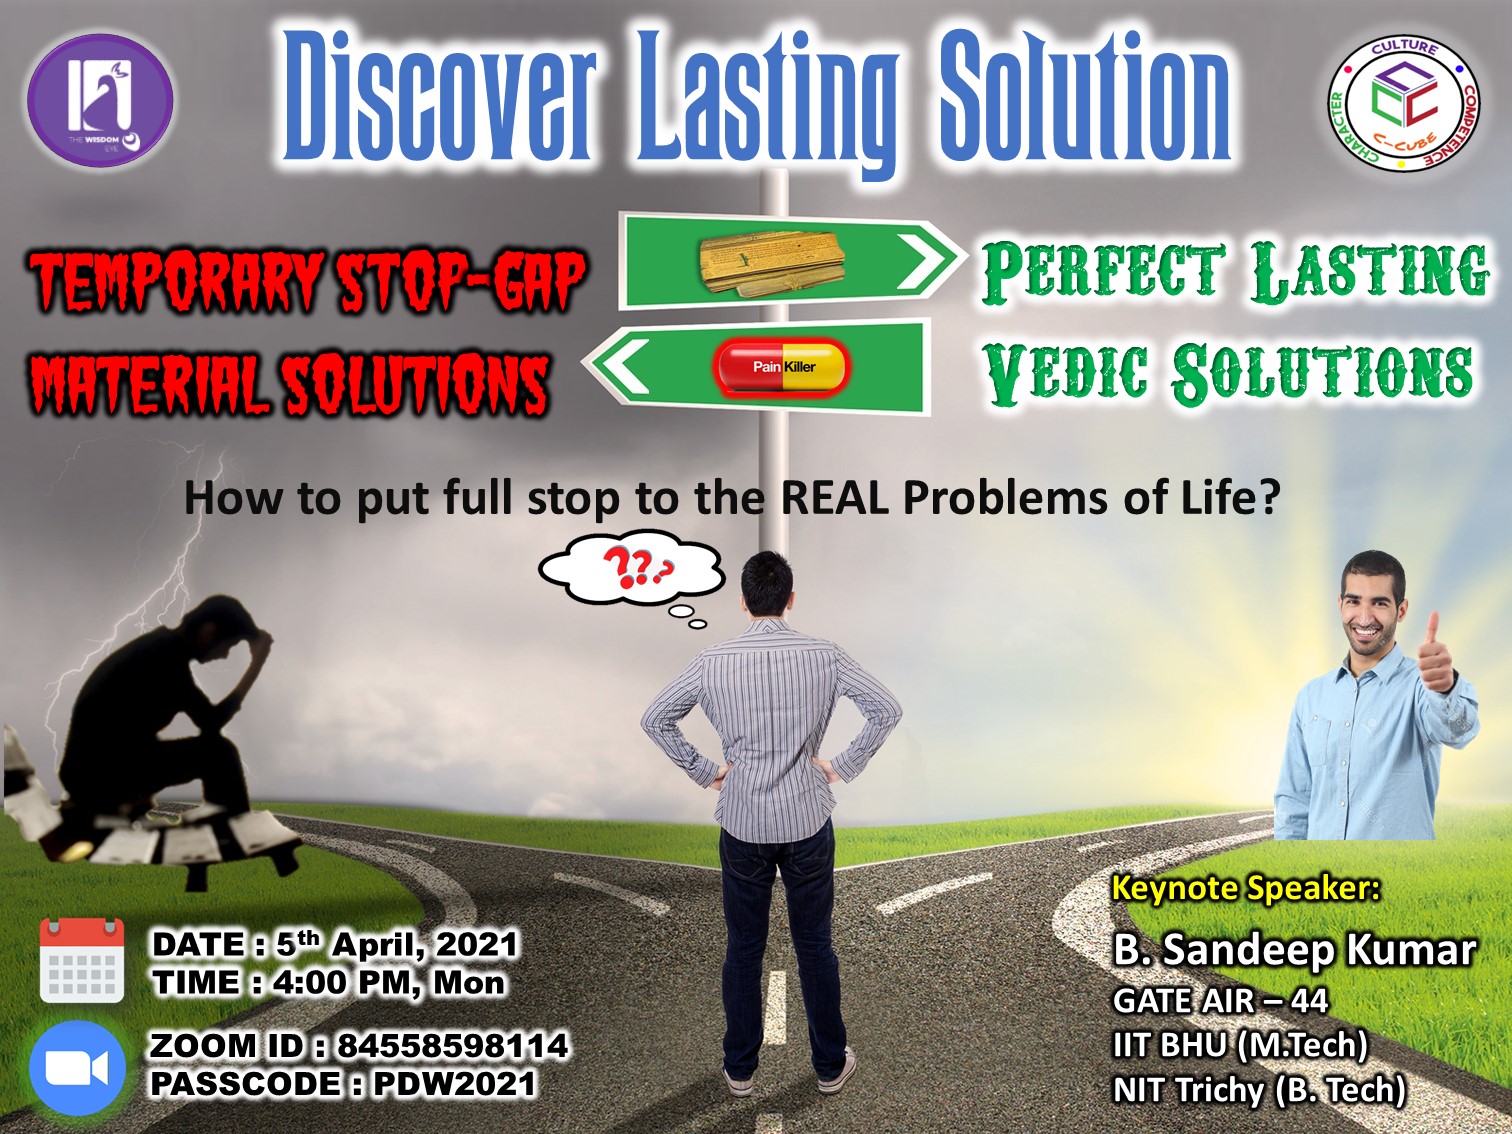 Discover Lasting Solution
THE WISDOM
EYE
CULTURE
COMPETENCE
CHARACTER
C-CUBE
TEMPORARY STOP-GAP
MATERIAL SOLUTIONS
PERFECT LASTING
VEDIC SOLUTIONS
Pain Killer
How to put full stop to the REAL Problems of Life?
???
DATE : 5th April, 2021
TIME : 4:00 PM, Mon
ZOOM ID : 84558598114
PASSCODE : PDW2021
Keynote Speaker:
B. Sandeep Kumar
GATE AIR – 44
IIT BHU (M.Tech)
NIT Trichy (B. Tech)